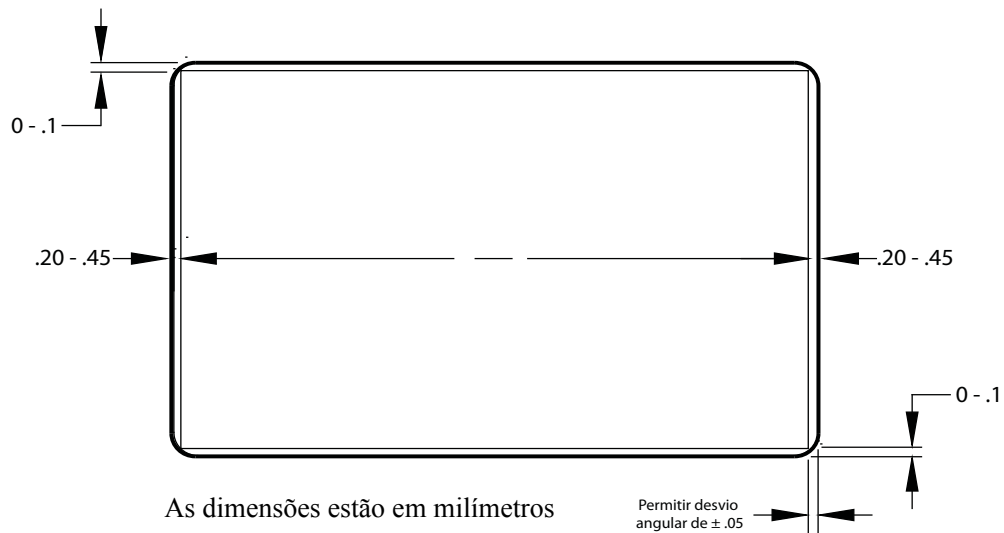 0 - .1
.20 - .45
.20 - .45
0 - .1
As dimensões estão em milímetros
Permitir desvio
angular de ± .05